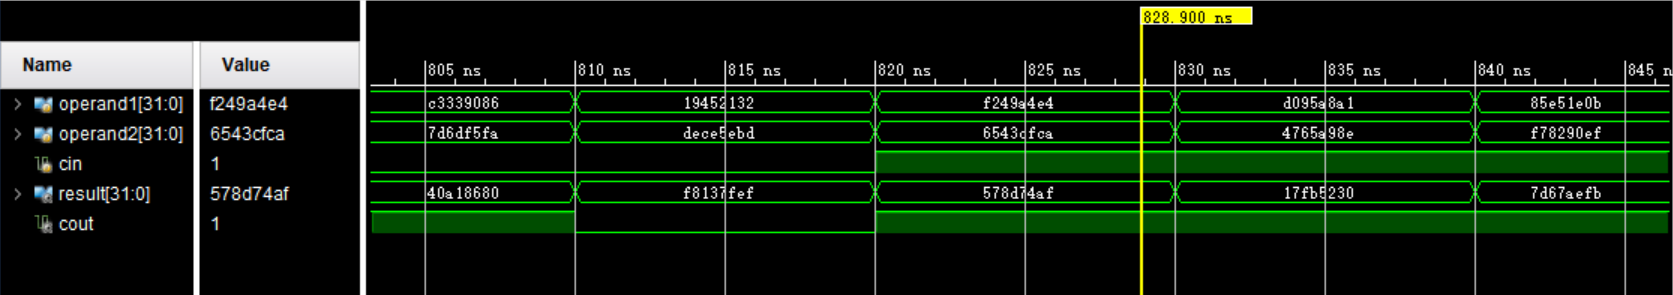 828.900 ns
Name Value
805 ns 810 ns 815 ns 820 ns 825 ns 830 ns 835 ns 840 ns 845 n
operand1[31:0] f249a4e4 c3339086 19452132 f249a4e4 d095a8a1 85e51e0b
operand2[31:0] 6543cfca 7d6df5fa dece5ebd 6543cfca 4765a98e f78290ef
cin 1
result[31:0] 578d74af 40a18680 f8137fef 578d74af 17fb5230 7d67aefb
cout 1